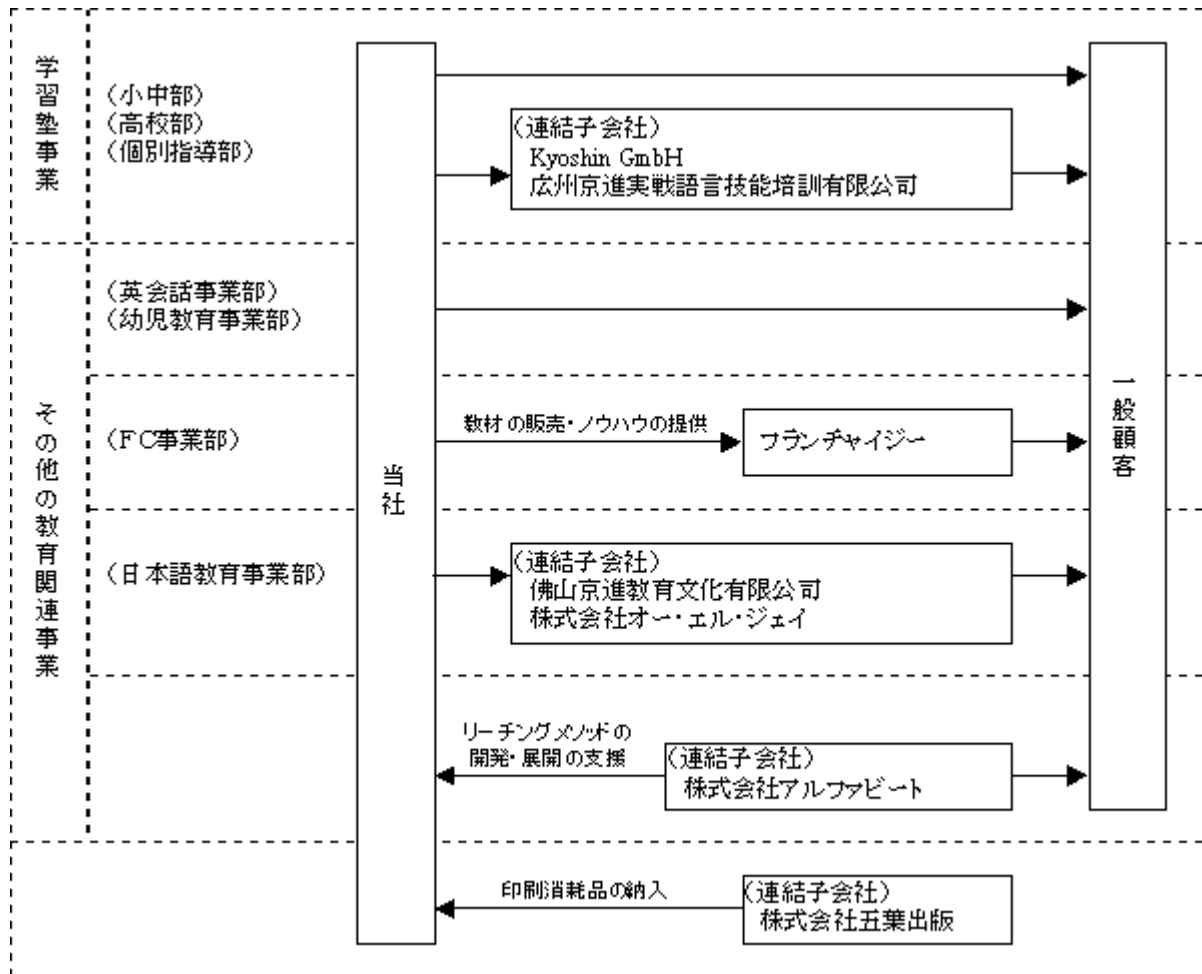 学習塾事業
(小中部)
(高校部)
(個別指導部)
(連結子会社)
Kyoshin GmbH
広州京進実戦語言技能培訓有限公司
その他の教育関連事業
(英会話事業部)
(幼児教育事業部)
(FC事業部)
教材の販売・ノウハウの提供
フランチャイジー
当社
一般顧客
(日本語教育事業部)
(連結子会社)
佛山京進教育文化有限公司
株式会社オー・エル・ジェイ
リーチングメソッドの
開発・展開の支援
(連結子会社)
株式会社アルファビート
印刷消耗品の納入
(連結子会社)
株式会社五葉出版